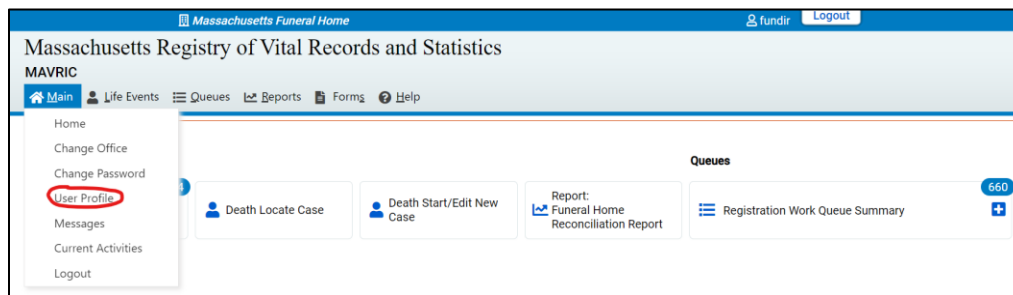 Massachusetts Funeral Home
fundir
Logout
Massachusetts Registry of Vital Records and Statistics
MAVRIC
Main Life Events Queues Reports Forms Help
Home
Change Office
Change Password
User Profile
Messages
Current Activities
Logout
Death Locate Case
Death Start/Edit New
Case
Report:
Funeral Home
Reconciliation Report
Queues
Registration Work Queue Summary
660